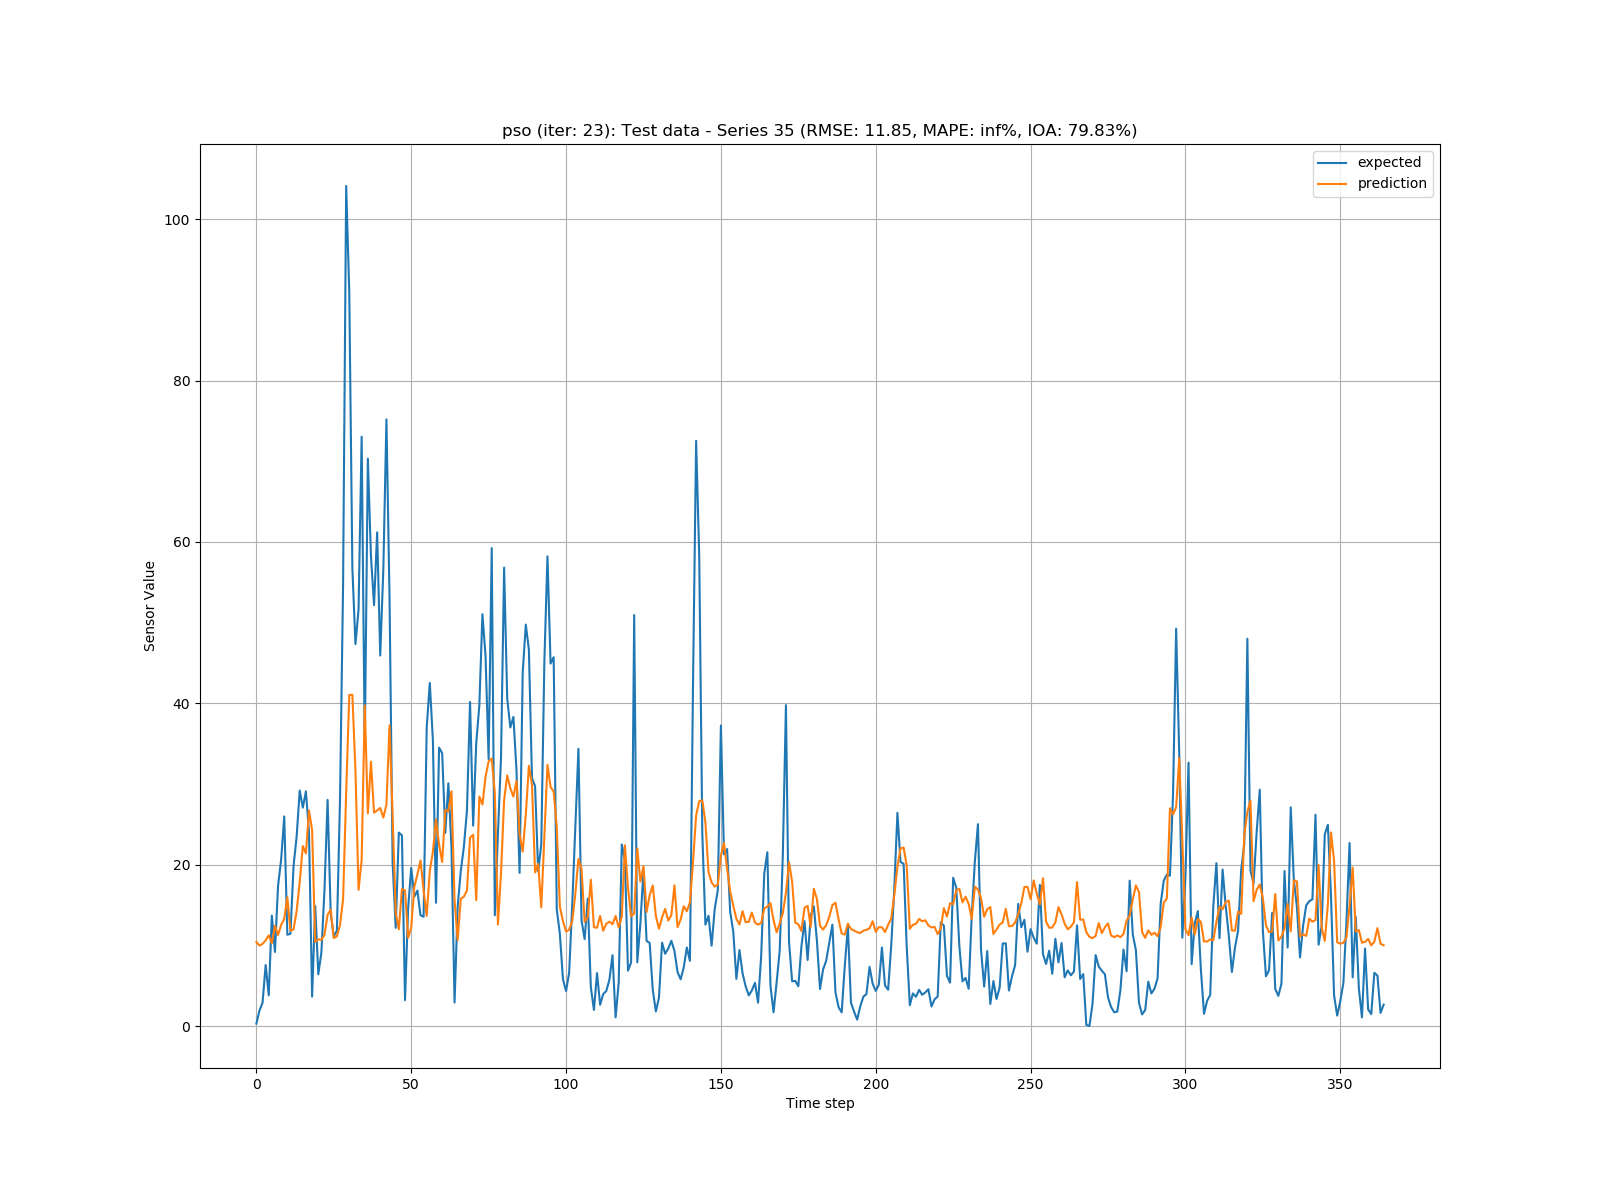 pso (iter: 23): Test data - Series 35 (RMSE: 11.85, MAPE: inf%, IOA: 79.83%)
expected
prediction
100
80
60
40
20
0
Sensor Value
0 50 100 150 200 250 300 350
Time step